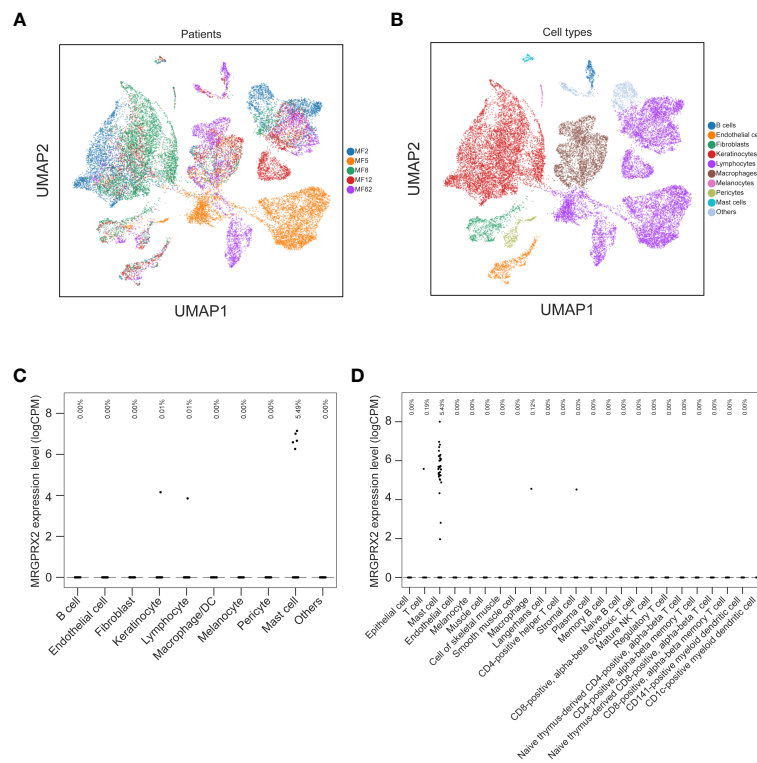 A
Patients
UMAP2
UMAP1
MF2
MF5
MF8
MF12
MF62
B
Cell types
UMAP2
UMAP1
B cells
Endothelial ce
Fibroblasts
Keratinocytes
Lymphocytes
Macrophages
Melanocytes
Pericytes
Mast cells
Others
C
MRGPRX2 expression level (logCPM)
8
6
4
2
0
0.00%
0.00%
0.00%
0.01%
0.01%
0.00%
0.00%
0.00%
5.49%
0.00%
B cell
Endothelial cell
Fibroblast
Keratinocyte
Lymphocyte
Macrophage/DC
Melanocyte
Pericyte
Mast cell
Others
D
MRGPRX2 expression level (logCPM)
8
6
4
2
0
0.00%
0.19%
5.43%
0.00%
0.00%
0.00%
0.00%
0.00%
0.12%
0.00%
0.00%
0.03%
0.00%
0.00%
0.00%
0.00%
0.00%
0.00%
0.00%
0.00%
0.00%
0.00%
0.00%
Epithelial cell
T cell
Mast cell
Endothelial cell
Melanocyte
Muscle cell
Cell of skeletal muscle
Smooth muscle cell
Macrophage
Langerhans cell
CD4-positive helper T cell
Stromal cell
Plasma cell
Memory B cell
Naive B cell
CD8-positive, alpha-beta cytotoxic T cell
Mature NK T cell
Regulatory T cell
Naive thymus-derived CD4-positive, alpha-beta T cell
CD4-positive, alpha-beta memory T cell
Naive thymus-derived CD8-positive, alpha-beta T cell
CD8-positive, alpha-beta memory T cell
CD141-positive myeloid dendritic cell
CD1c-positive myeloid dendritic cell